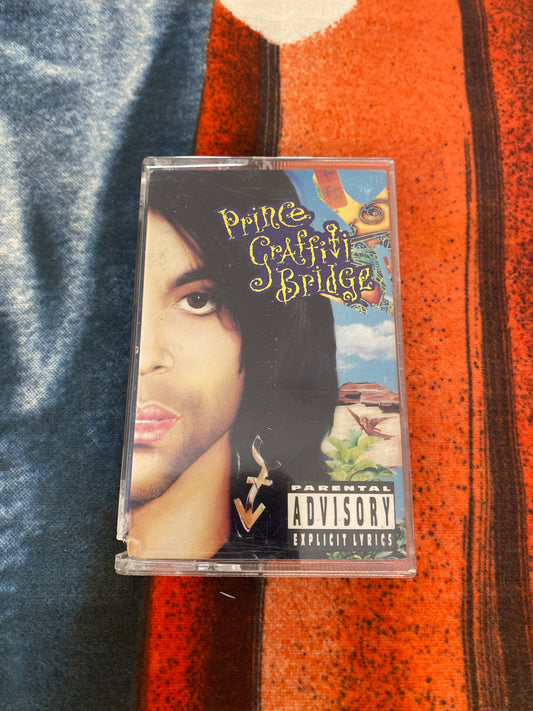 Prince
Graffiti
Bridge
PARENTAL
ADVISORY
EXPLICIT LYRICS